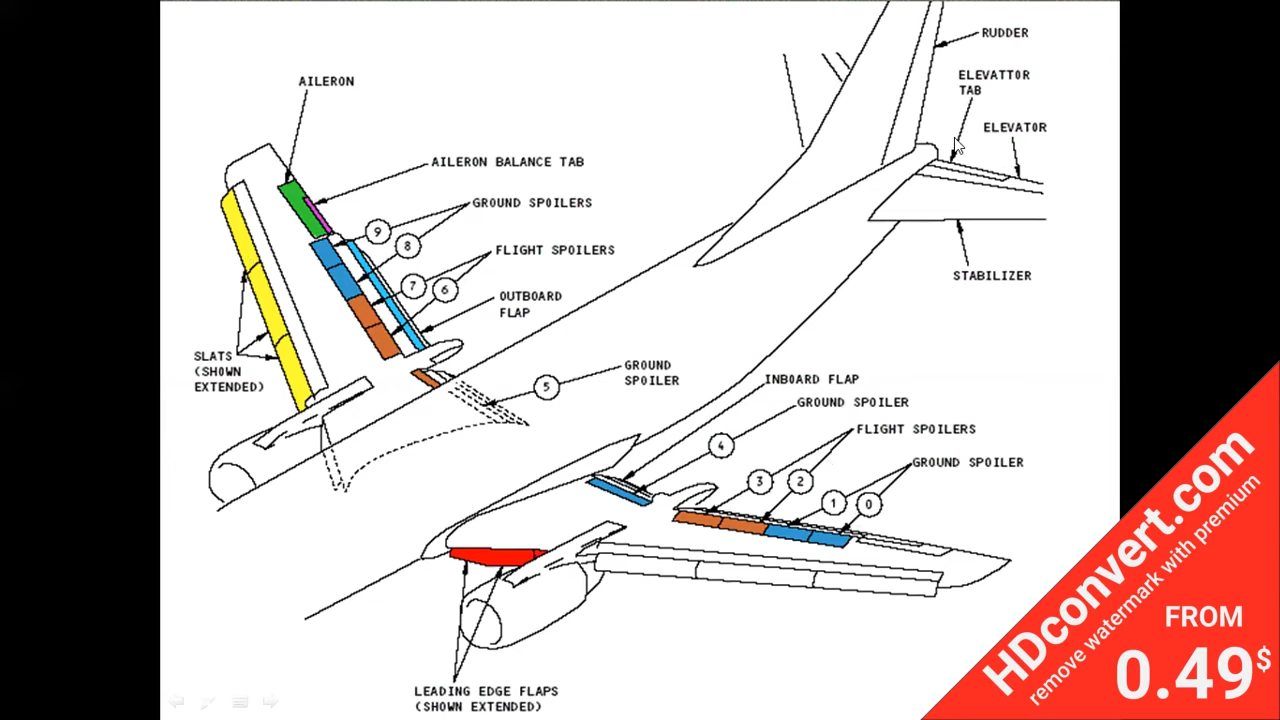 RUDDER
ELEVATTOR
TAB
ELEVATOR
AILERON
AILERON BALANCE TAB
GROUND SPOILERS
9
8
FLIGHT SPOILERS
7
6
OUTBOARD
FLAP
STABILIZER
SLATS
(SHOWN
EXTENDED)
GROUND
SPOILER
5
INBOARD FLAP
GROUND SPOILER
4
FLIGHT SPOILERS
3
2
GROUND SPOILER
1
0
LEADING EDGE FLAPS
(SHOWN EXTENDED)
HDconvert.com
remove watermark with premium
FROM
0.49$